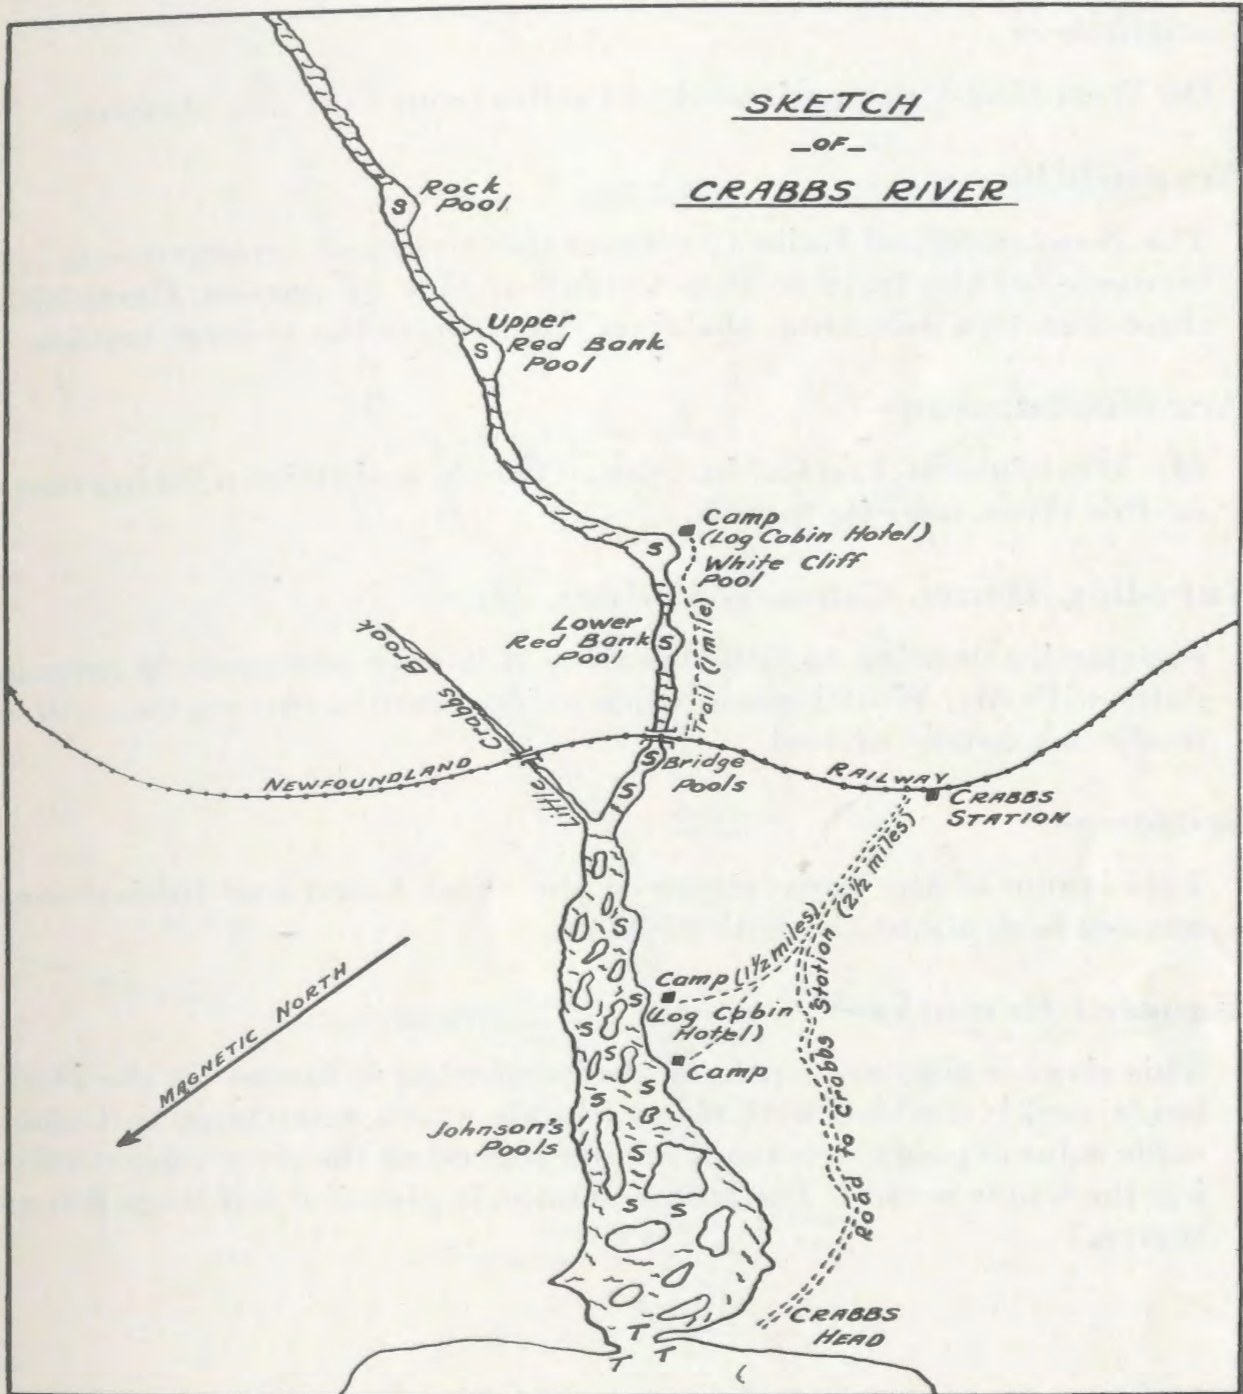 SKETCH
_OF_
CRABBS RIVER
Rock
Pool
S
Upper
Red Bank
Pool
S
Camp
(Log Cabin Hotel)
S
White Cliff
Pool
Lower
Red Bank
Pool
S
Trail (1 mile)
Little Crabbs Brook
NEWFOUNDLAND RAILWAY
S
Bridge
Pools
S
CRABBS
STATION
S
Camp (1½ miles)
S
(Log Cabin
Hotel)
Road to Crabbs Station (2½ miles)
MAGNETIC NORTH
S
S
Camp
S
S
B
Johnson's
Pools
S
S
CRABBS
HEAD
T
T
T